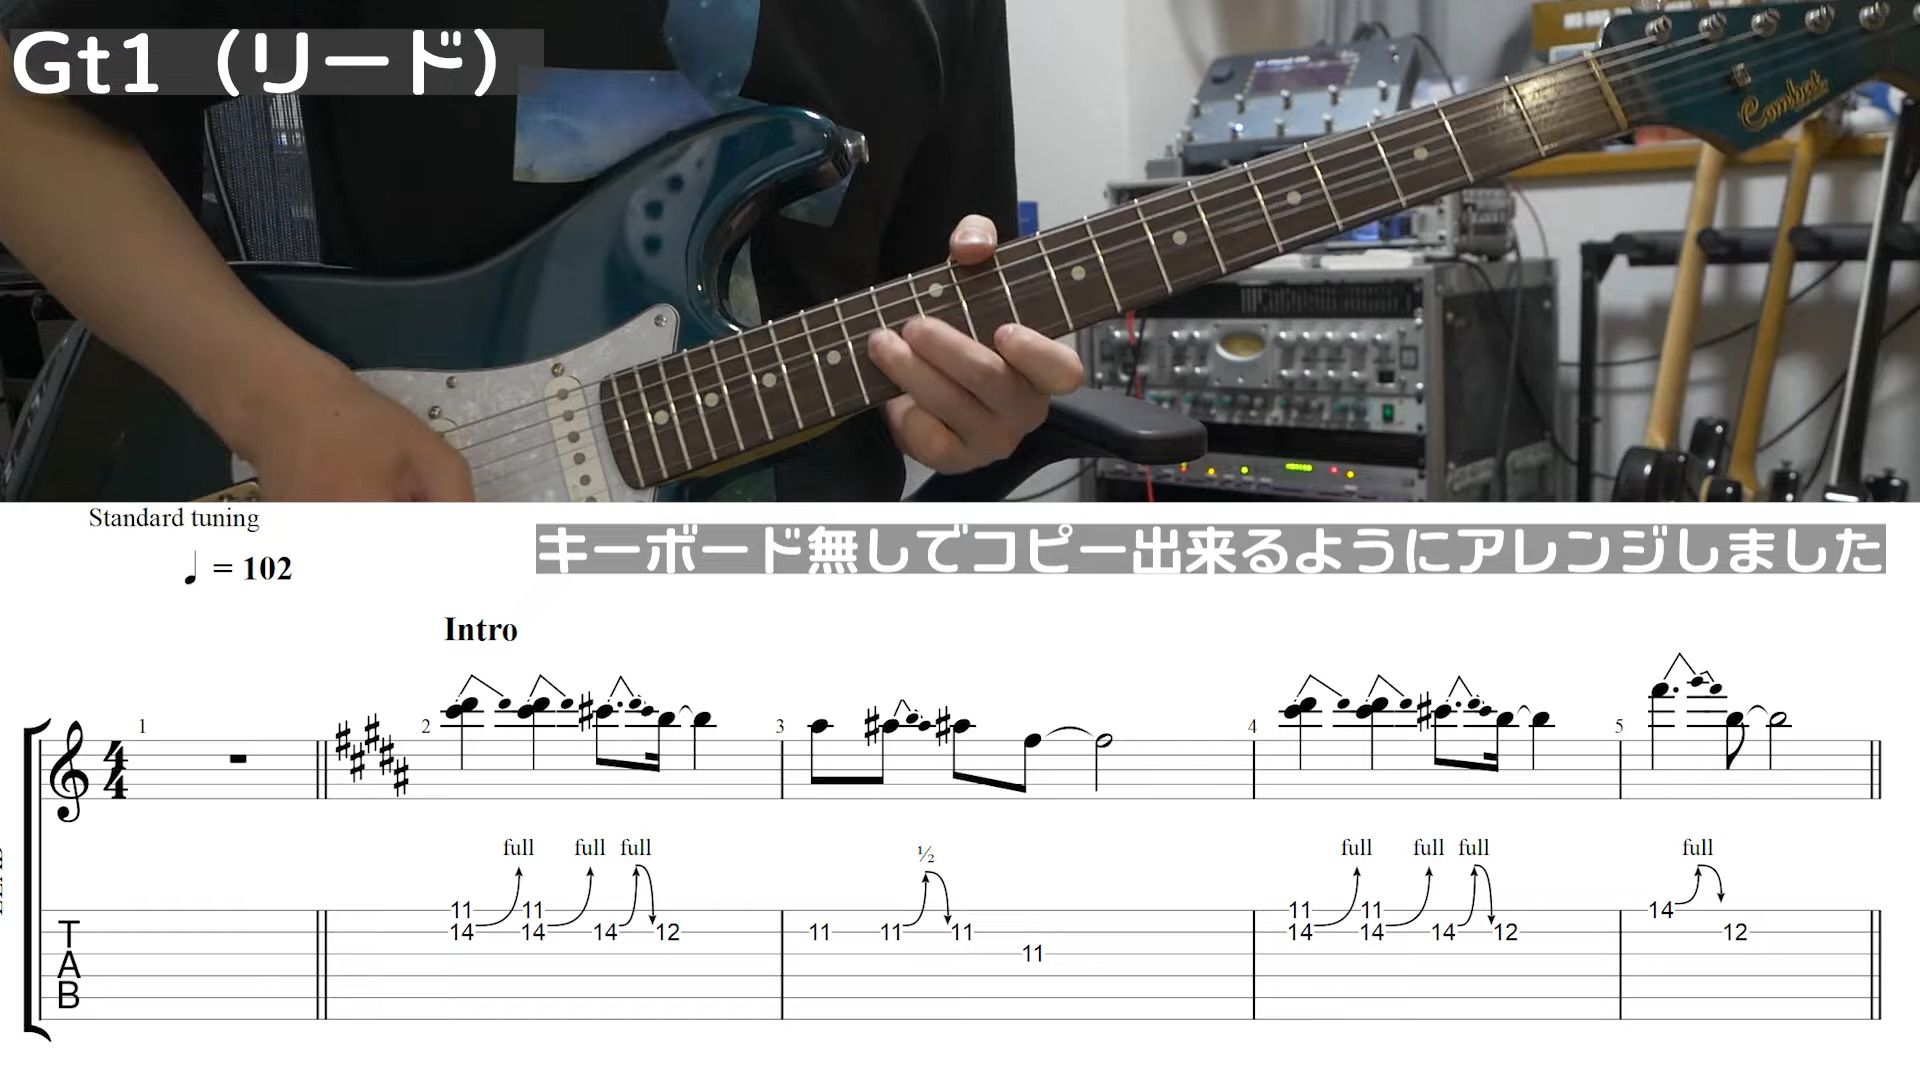 Gt1（リード）
Combat
Standard tuning
♩ = 102
キーボード無しでコピー出来るようにアレンジしました
Intro
1 2 3 4 5
4
4
full full full ½ full full full full
11 11 11 11 14
T 14 14 14 12 11 11 11 14 14 14 12 12
A 11
B